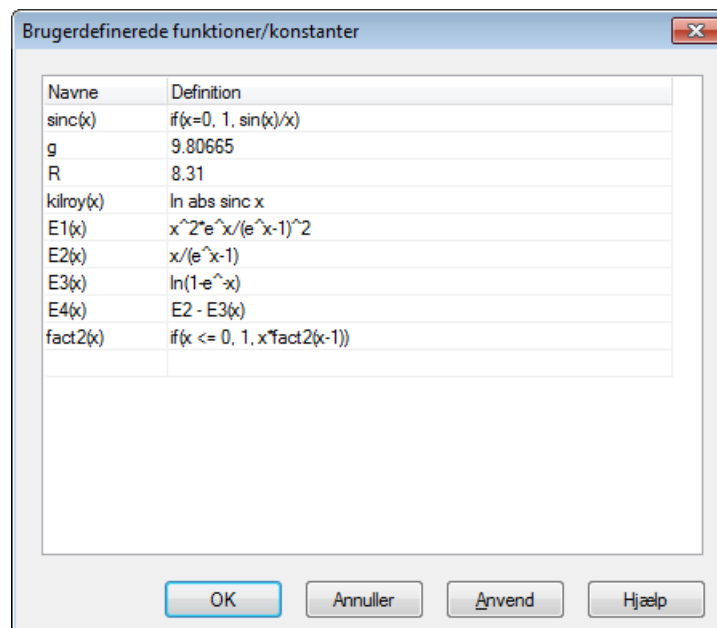 Brugerdefinerede funktioner/konstanter
Navne Definition
sinc(x) if(x=0, 1, sin(x)/x)
g 9.80665
R 8.31
kilroy(x) ln abs sinc x
E1(x) x^2*e^x/(e^x-1)^2
E2(x) x/(e^x-1)
E3(x) ln(1-e^-x)
E4(x) E2 - E3(x)
fact2(x) if(x <= 0, 1, x*fact2(x-1))
OK Annuller Anvend Hjælp